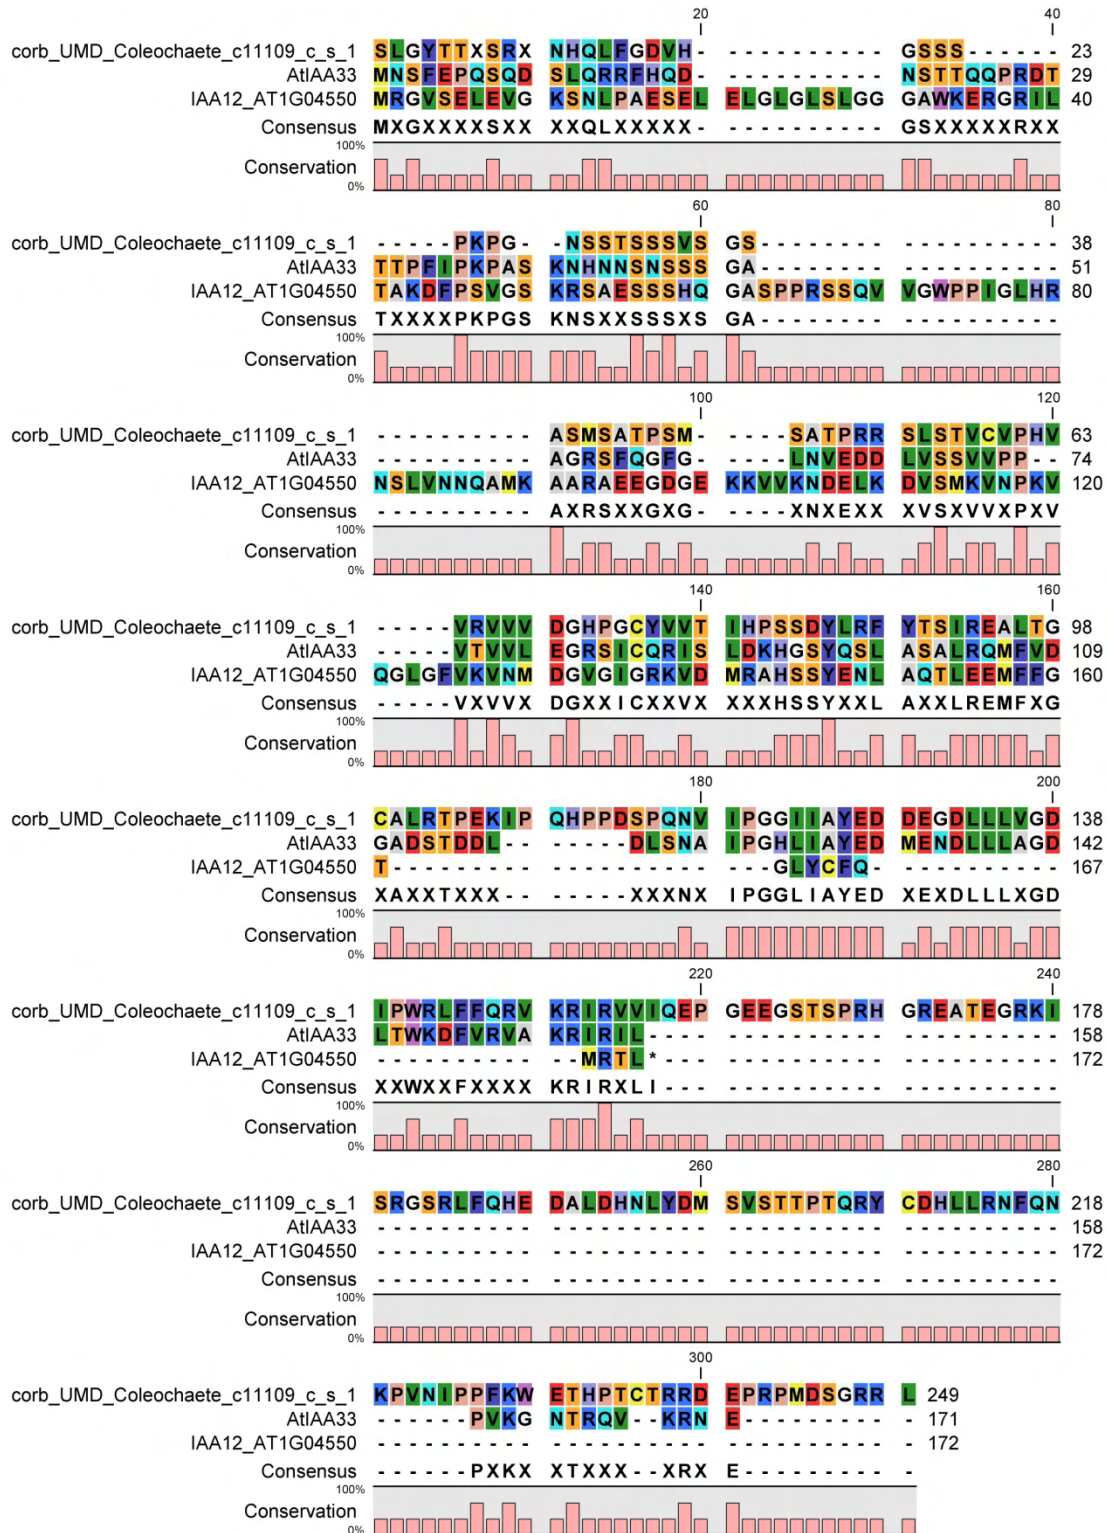 20 40
corb_UMD_Coleochaete_c11109_c_s_1 SLGYTTXSRX NHQLFGDVH- ---------- GSSS------ 23
AtIAA33 MNSFEPQSQD SLQRRFHQD- ---------- NSTTQQPRDT 29
IAA12_AT1G04550 MRGVSELEVG KSNLPAESEL ELGLGLSLGG GAWKERGRIL 40
Consensus MXGXXXXSXX XXQLXXXXX- ---------- GSXXXXXRXX
100%
Conservation
0%
60 80
corb_UMD_Coleochaete_c11109_c_s_1 -----PKPG- -NSSTSSSVS GS-------- ---------- 38
AtIAA33 TTPFIPKPAS KNHNNSNSSS GA-------- ---------- 51
IAA12_AT1G04550 TAKDFPSVGS KRSAESSSHQ GASPPRSSQV VGWPPIGLHR 80
Consensus TXXXXPKPGS KNSXXSSSXS GA-------- ----------
100%
Conservation
0%
100 120
corb_UMD_Coleochaete_c11109_c_s_1 ---------- ASMSATPSM- ----SATPRR SLSTVCVPHV 63
AtIAA33 ---------- AGRSFQGFG- ----LNVEDD LVSSVVPP-- 74
IAA12_AT1G04550 NSLVNNQAMK AARAEEGDGE KKVVKNDELK DVSMKVNPKV 120
Consensus ---------- AXRSXXGXG- ----XNXEXX XVSXVVXPXV
100%
Conservation
0%
140 160
corb_UMD_Coleochaete_c11109_c_s_1 -----VRVVV DGHPGCYVVT IHPSSDYLRF YTSIREALTG 98
AtIAA33 -----VTVVL EGRSICQRIS LDKHGSYQSL ASALRQMFVD 109
IAA12_AT1G04550 QGLGFVKVNM DGVGIGRKVD MRAHSSYENL AQTLEEMFFG 160
Consensus -----VXVVX DGXXICXXVX XXXHSSYXXL AXXLREMFXG
100%
Conservation
0%
180 200
corb_UMD_Coleochaete_c11109_c_s_1 CALRTPEKIP QHPPDSPQNV IPGGIIAYED DEGDLLLVGD 138
AtIAA33 GADSTDDL-- -----DLSNA IPGHLIAYED MENDLLLAGD 142
IAA12_AT1G04550 T--------- ---------- ---GLYCFQ- ---------- 167
Consensus XAXXTXXX-- -----XXXNX IPGGLIAYED XEXDLLLXGD
100%
Conservation
0%
220 240
corb_UMD_Coleochaete_c11109_c_s_1 IPWRLFFQRV KRIRVVIQEP GEEGSTSPRH GREATEGRKI 178
AtIAA33 LTWKDFVRVA KRIRIL---- ---------- ---------- 158
IAA12_AT1G04550 ---------- --MRTL*--- ---------- ---------- 172
Consensus XXWXXFXXXX KRIRXLI--- ---------- ----------
100%
Conservation
0%
260 280
corb_UMD_Coleochaete_c11109_c_s_1 SRGSRLFQHE DALDHNLYDM SVSTTPTQRY CDHLLRNFQN 218
AtIAA33 ---------- ---------- ---------- ---------- 158
IAA12_AT1G04550 ---------- ---------- ---------- ---------- 172
Consensus ---------- ---------- ---------- ----------
100%
Conservation
0%
300
corb_UMD_Coleochaete_c11109_c_s_1 KPVNIPPFKW ETHPTCTRRD EPRPMDSGRR L 249
AtIAA33 ------PVKG NTRQV--KRN E--------- - 171
IAA12_AT1G04550 ---------- ---------- ---------- - 172
Consensus ------PXKX XTXXX--XRX E--------- -
100%
Conservation
0%